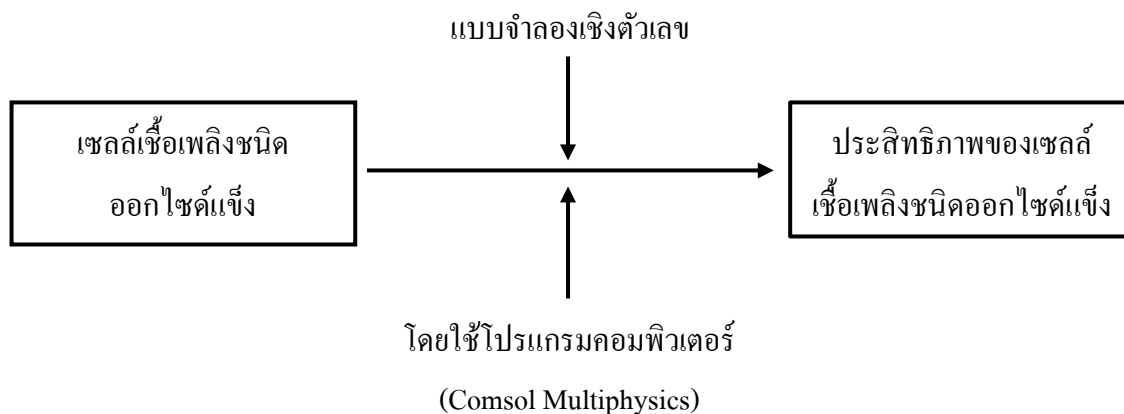 แบบจำลองเชิงตัวเลข
เซลล์เชื้อเพลิงชนิด
ออกไซด์แข็ง
ประสิทธิภาพของเซลล์
เชื้อเพลิงชนิดออกไซด์แข็ง
โดยใช้โปรแกรมคอมพิวเตอร์
(Comsol Multiphysics)